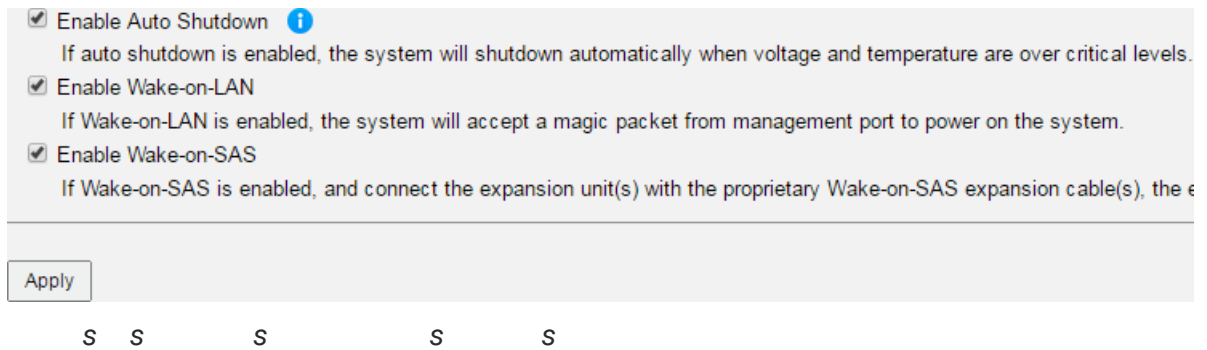 Enable Auto Shutdown
If auto shutdown is enabled, the system will shutdown automatically when voltage and temperature are over critical levels.
Enable Wake-on-LAN
If Wake-on-LAN is enabled, the system will accept a magic packet from management port to power on the system.
Enable Wake-on-SAS
If Wake-on-SAS is enabled, and connect the expansion unit(s) with the proprietary Wake-on-SAS expansion cable(s), the e
Apply
s s s s s